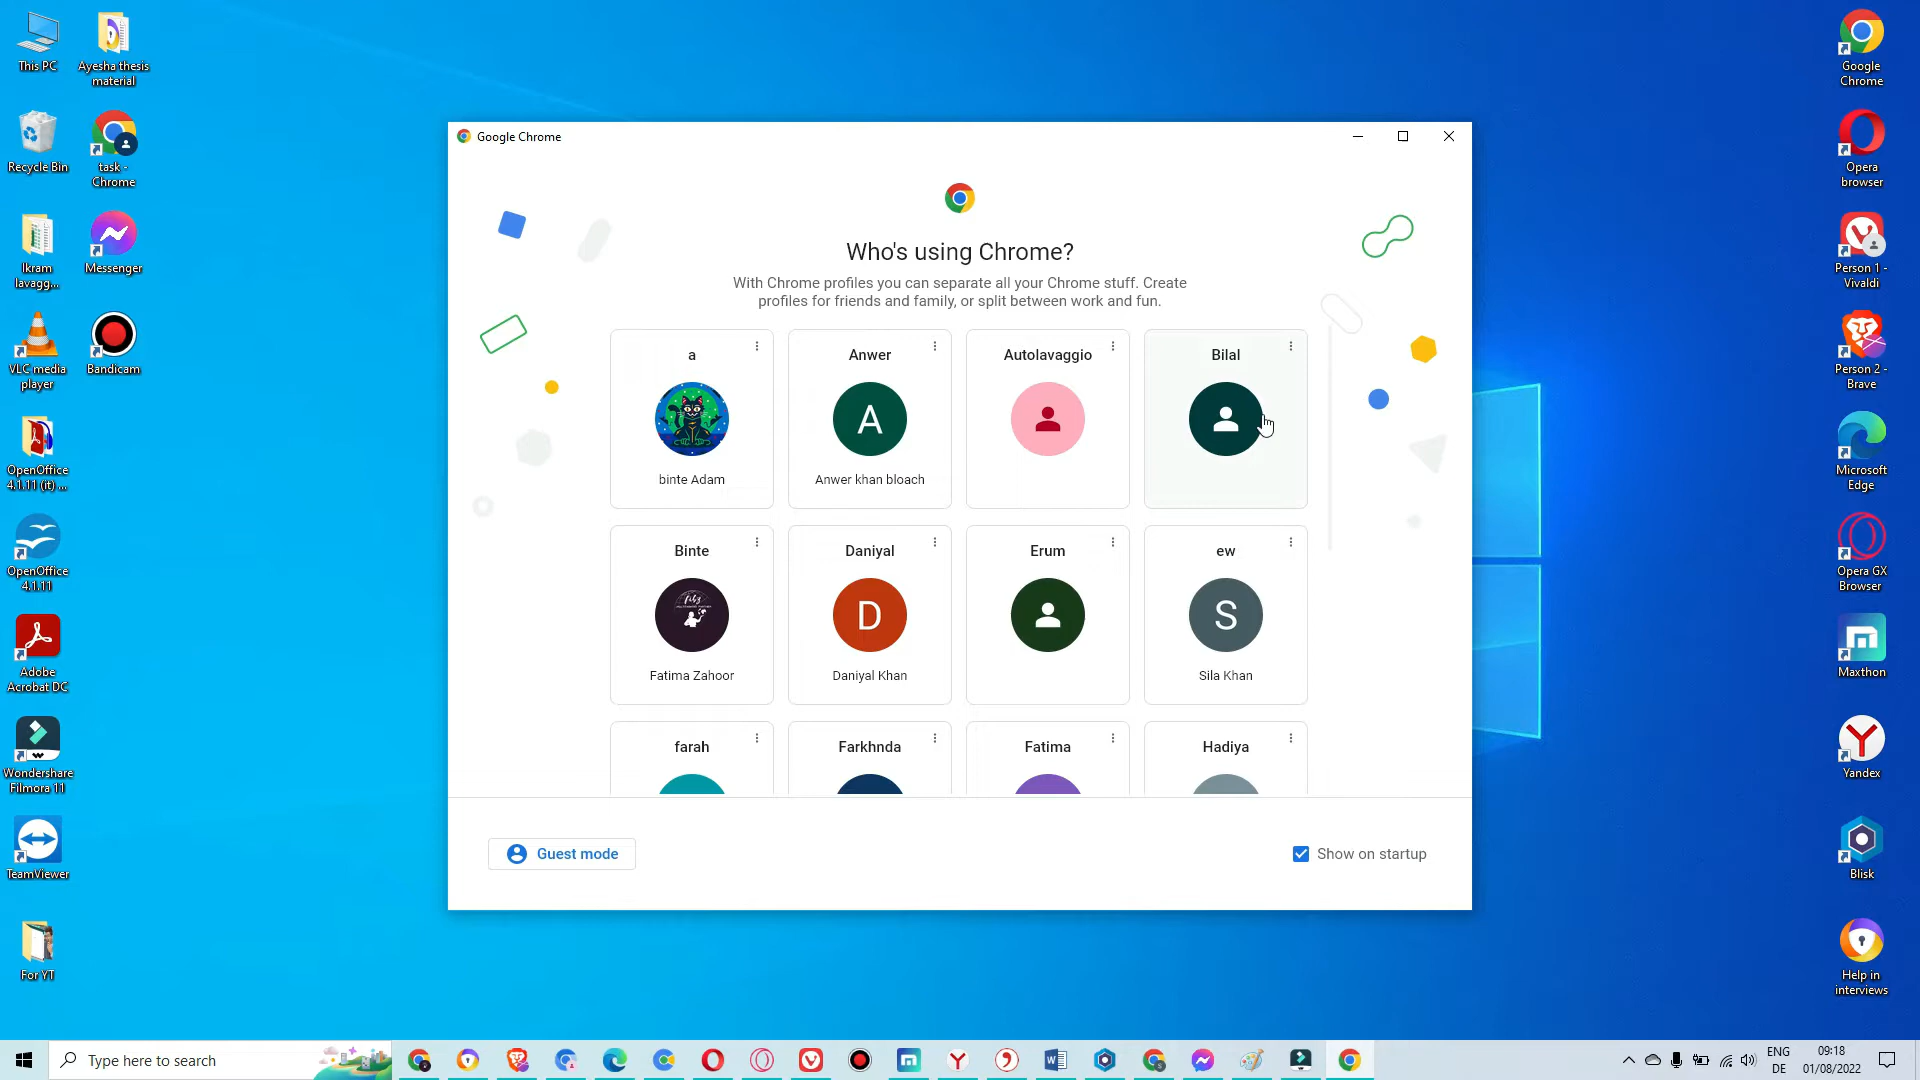 This PC
Ayesha thesis
material
Recycle Bin
task -
Chrome
Ikram
lavagg...
Messenger
VLC media
player
Bandicam
OpenOffice
4.1.11 (it) ...
OpenOffice
4.1.11
Adobe
Acrobat DC
Wondershare
Filmora 11
TeamViewer
For YT
Google Chrome
Who's using Chrome?
With Chrome profiles you can separate all your Chrome stuff. Create
profiles for friends and family, or split between work and fun.
a
binte Adam
Anwer
A
Anwer khan bloach
Autolavaggio
Bilal
Binte
Fatima Zahoor
Daniyal
D
Daniyal Khan
Erum
ew
S
Sila Khan
farah
Farkhnda
Fatima
Hadiya
Guest mode
Show on startup
Google
Chrome
Opera
browser
Person 1 -
Vivaldi
Person 2 -
Brave
Microsoft
Edge
Opera GX
Browser
Maxthon
Yandex
Blisk
Help in
interviews
Type here to search
ENG
DE
09:18
01/08/2022